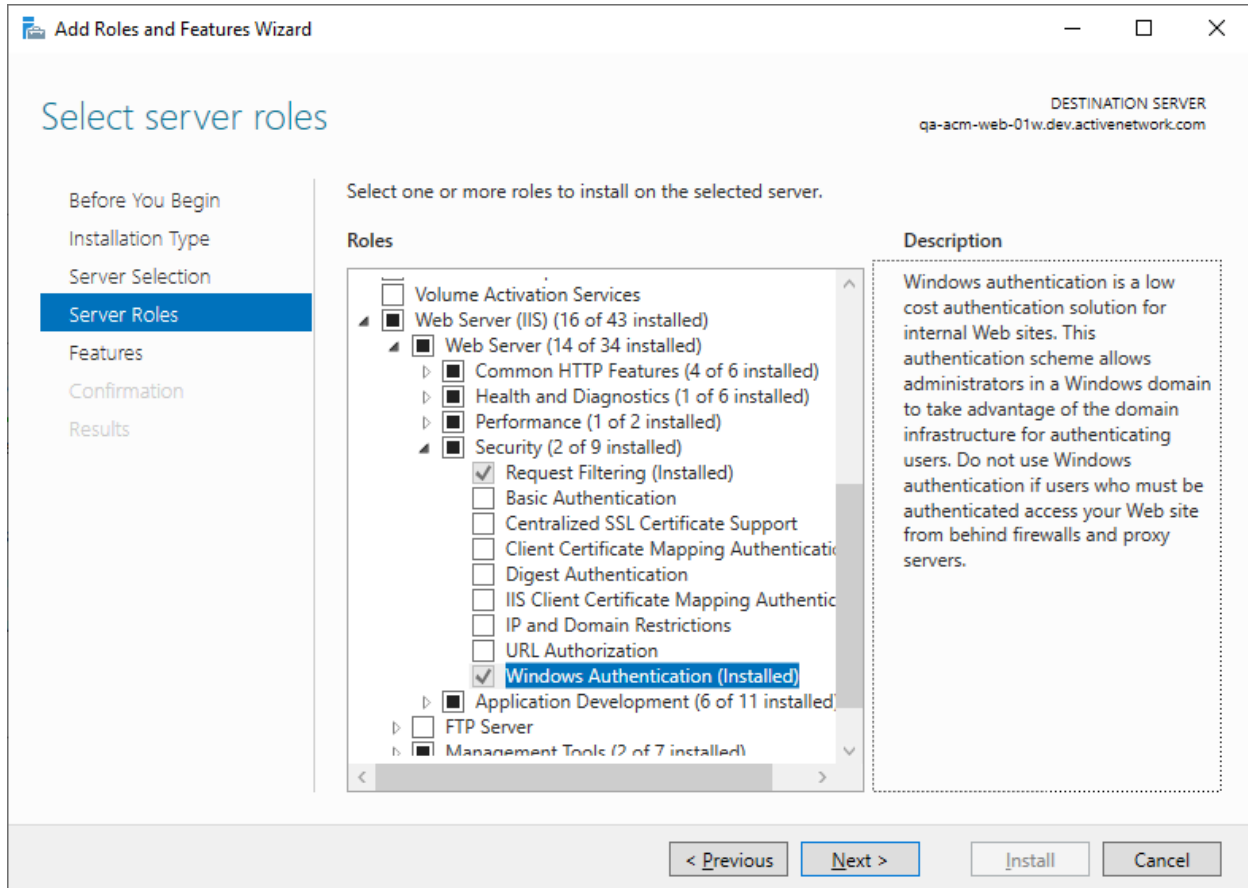 Add Roles and Features Wizard
Select server roles
DESTINATION SERVER
qa-acm-web-01w.dev.activenetwork.com
Before You Begin
Installation Type
Server Selection
Server Roles
Features
Confirmation
Results
Select one or more roles to install on the selected server.
Roles
Volume Activation Services
Web Server (IIS) (16 of 43 installed)
Web Server (14 of 34 installed)
Common HTTP Features (4 of 6 installed)
Health and Diagnostics (1 of 6 installed)
Performance (1 of 2 installed)
Security (2 of 9 installed)
Request Filtering (Installed)
Basic Authentication
Centralized SSL Certificate Support
Client Certificate Mapping Authenticatio
Digest Authentication
IIS Client Certificate Mapping Authentic
IP and Domain Restrictions
URL Authorization
Windows Authentication (Installed)
Application Development (6 of 11 installed)
FTP Server
Management Tools (2 of 7 installed)
Description
Windows authentication is a low
cost authentication solution for
internal Web sites. This
authentication scheme allows
administrators in a Windows domain
to take advantage of the domain
infrastructure for authenticating
users. Do not use Windows
authentication if users who must be
authenticated access your Web site
from behind firewalls and proxy
servers.
< Previous
Next >
Install
Cancel